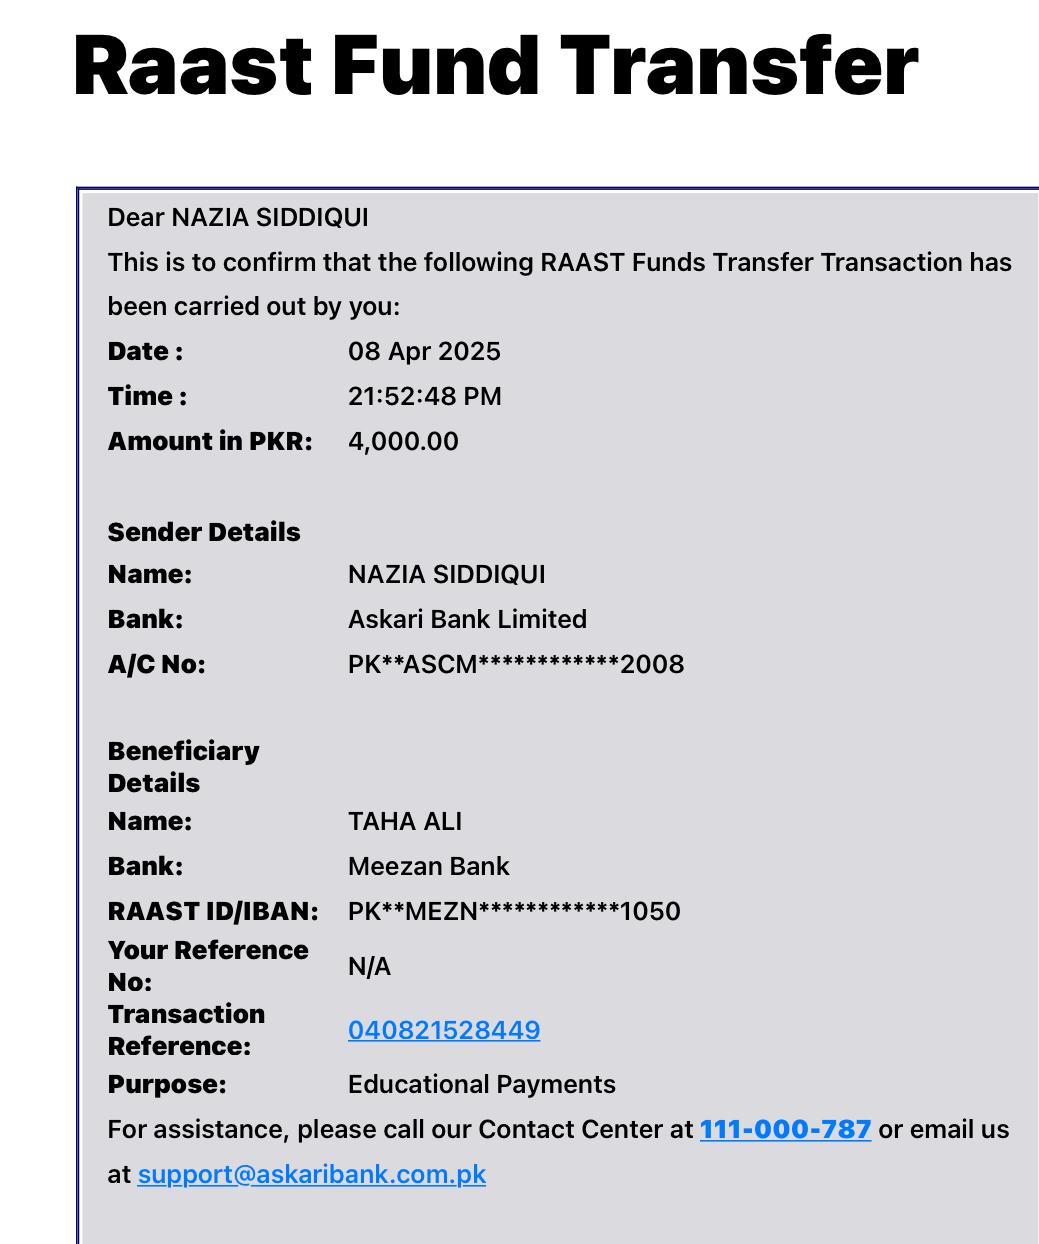 Raast Fund Transfer
Dear NAZIA SIDDIQUI
This is to confirm that the following RAAST Funds Transfer Transaction has
been carried out by you:
Date : 08 Apr 2025
Time : 21:52:48 PM
Amount in PKR: 4,000.00
Sender Details
Name: NAZIA SIDDIQUI
Bank: Askari Bank Limited
A/C No: PK**ASCM************2008
Beneficiary
Details
Name: TAHA ALI
Bank: Meezan Bank
RAAST ID/IBAN: PK**MEZN************1050
Your Reference
No: N/A
Transaction
Reference: 040821528449
Purpose: Educational Payments
For assistance, please call our Contact Center at 111-000-787 or email us
at support@askaribank.com.pk